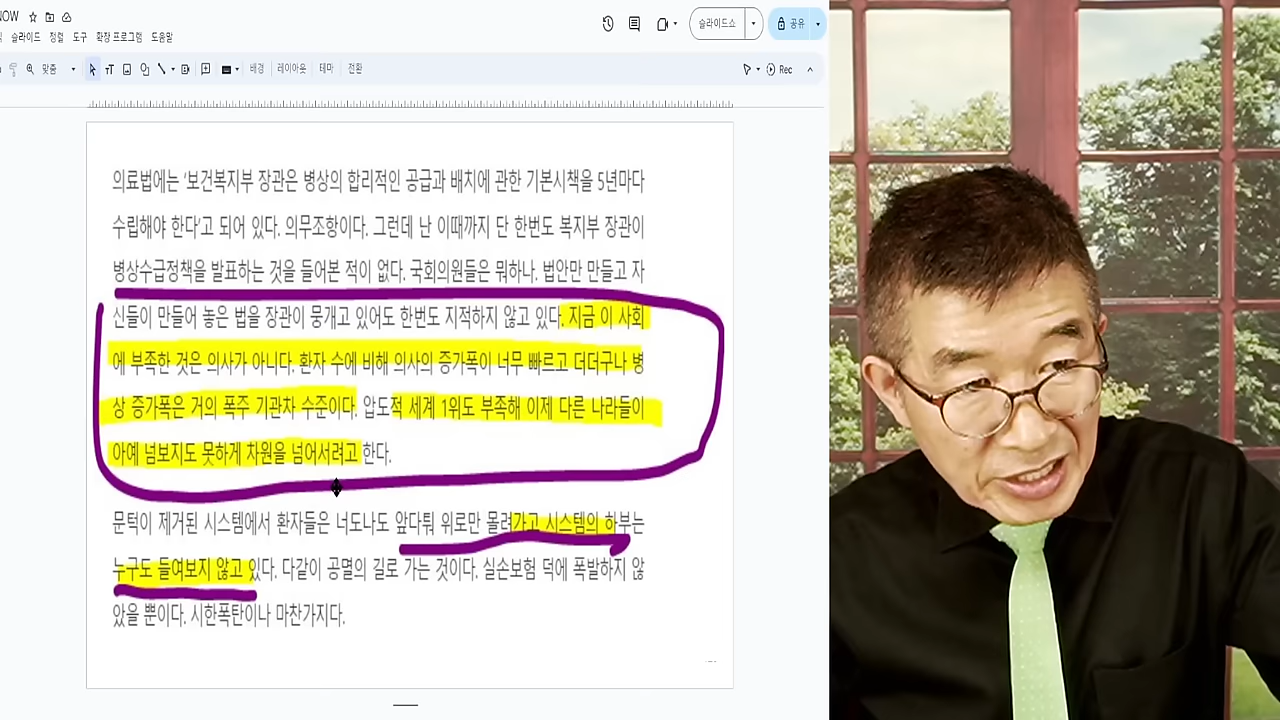 NOW
슬라이드 정렬 도구 확장 프로그램 도움말
슬라이드쇼
공유
맞춤
배경 레이아웃 테마 전환
Rec
의료법에는 '보건복지부 장관은 병상의 합리적인 공급과 배치에 관한 기본시책을 5년마다
수립해야 한다'고 되어 있다. 의무조항이다. 그런데 난 이때까지 단 한번도 복지부 장관이
병상수급정책을 발표하는 것을 들어본 적이 없다. 국회의원들은 뭐하나. 법안만 만들고 자
신들이 만들어 놓은 법을 장관이 뭉개고 있어도 한번도 지적하지 않고 있다. 지금 이 사회
에 부족한 것은 의사가 아니다. 환자 수에 비해 의사의 증가폭이 너무 빠르고 더더구나 병
상 증가폭은 거의 폭주 기관차 수준이다. 압도적 세계 1위도 부족해 이제 다른 나라들이
아예 넘보지도 못하게 차원을 넘어서려고 한다.
문턱이 제거된 시스템에서 환자들은 너도나도 앞다퉈 위로만 몰려가고 시스템의 하부는
누구도 들여보지 않고 있다. 다같이 공멸의 길로 가는 것이다. 실손보험 덕에 폭발하지 않
았을 뿐이다. 시한폭탄이나 마찬가지다.